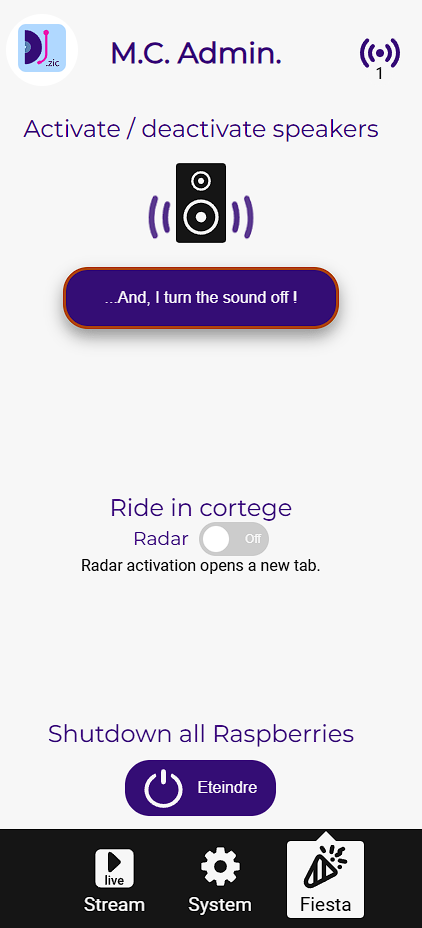 .zic
M.C. Admin.
1
Activate / deactivate speakers
...And, I turn the sound off !
Ride in cortege
Radar Off
Radar activation opens a new tab.
Shutdown all Raspberries
Eteindre
live
Stream System Fiesta